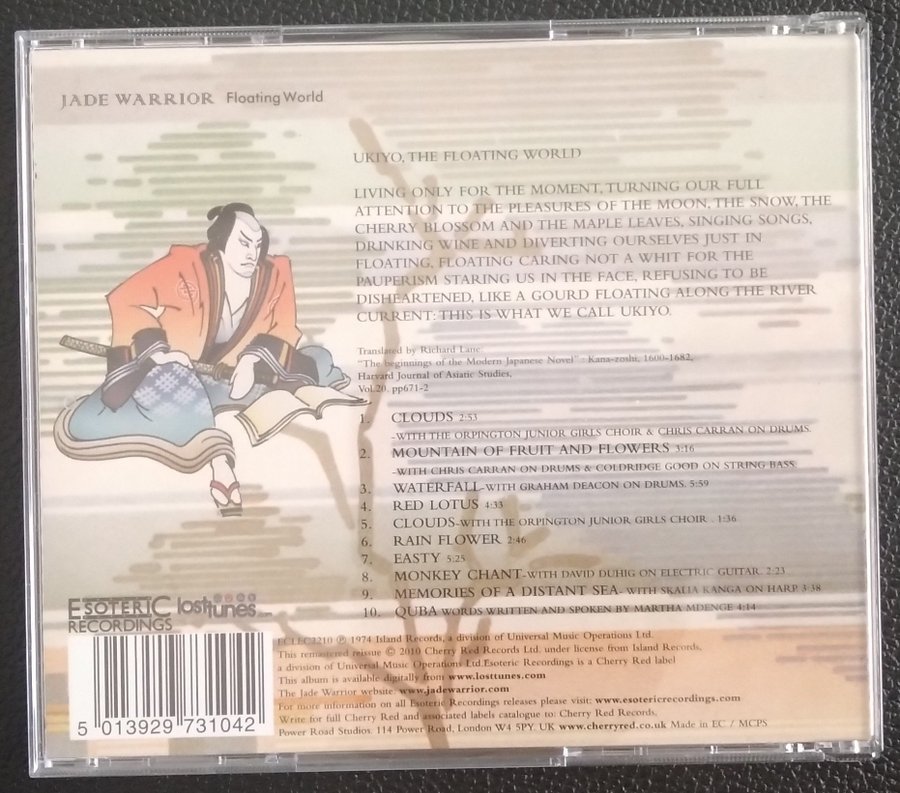 JADE WARRIOR Floating World
UKIYO, THE FLOATING WORLD
LIVING ONLY FOR THE MOMENT, TURNING OUR FULL
ATTENTION TO THE PLEASURES OF THE MOON, THE SNOW, THE
CHERRY BLOSSOM AND THE MAPLE LEAVES, SINGING SONGS,
DRINKING WINE AND DIVERTING OURSELVES JUST IN
FLOATING, FLOATING CARING NOT A WHIT FOR THE
PAUPERISM STARING US IN THE FACE, REFUSING TO BE
DISHEARTENED, LIKE A GOURD FLOATING ALONG THE RIVER
CURRENT: THIS IS WHAT WE CALL UKIYO.
Translated by Richard Lane:
"The beginnings of the Modern Japanese Novel" : Kana-zoshi, 1600-1682,
Harvard Journal of Asiatic Studies,
Vol.20, pp671-2
1. CLOUDS 2:53
-WITH THE ORPINGTON JUNIOR GIRLS CHOIR & CHRIS CARRAN ON DRUMS.
2. MOUNTAIN OF FRUIT AND FLOWERS 3:16
-WITH CHRIS CARRAN ON DRUMS & COLDRIDGE GOOD ON STRING BASS.
3. WATERFALL-WITH GRAHAM DEACON ON DRUMS. 5:59
4. RED LOTUS 4:33
5. CLOUDS-WITH THE ORPINGTON JUNIOR GIRLS CHOIR . 1:36
6. RAIN FLOWER 2:46
7. EASTY 5:25
8. MONKEY CHANT-WITH DAVID DUHIG ON ELECTRIC GUITAR. 2:23
9. MEMORIES OF A DISTANT SEA- WITH SKALIA KANGA ON HARP 3:38
10. QUBA WORDS WRITTEN AND SPOKEN BY MARTHA MDENGE 4:14
ESOTERIC RECORDINGS
losttunes.com
ECLEC2210 ℗ 1974 Island Records, a division of Universal Music Operations Ltd.
This remastered reissue © 2010 Cherry Red Records Ltd. under license from Island Records,
a division of Universal Music Operations Ltd.Esoteric Recordings is a Cherry Red label
This album is available digitally from www.losttunes.com
The Jade Warrior website: www.jadewarrior.com
For more information on all Esoteric Recordings releases please visit: www.esotericrecordings.com
Write for full Cherry Red and associated labels catalogue to: Cherry Red Records,
Power Road Studios. 114 Power Road, London W4 5PY. UK www.cherryred.co.uk Made in EC / MCPS
5 013929 731042